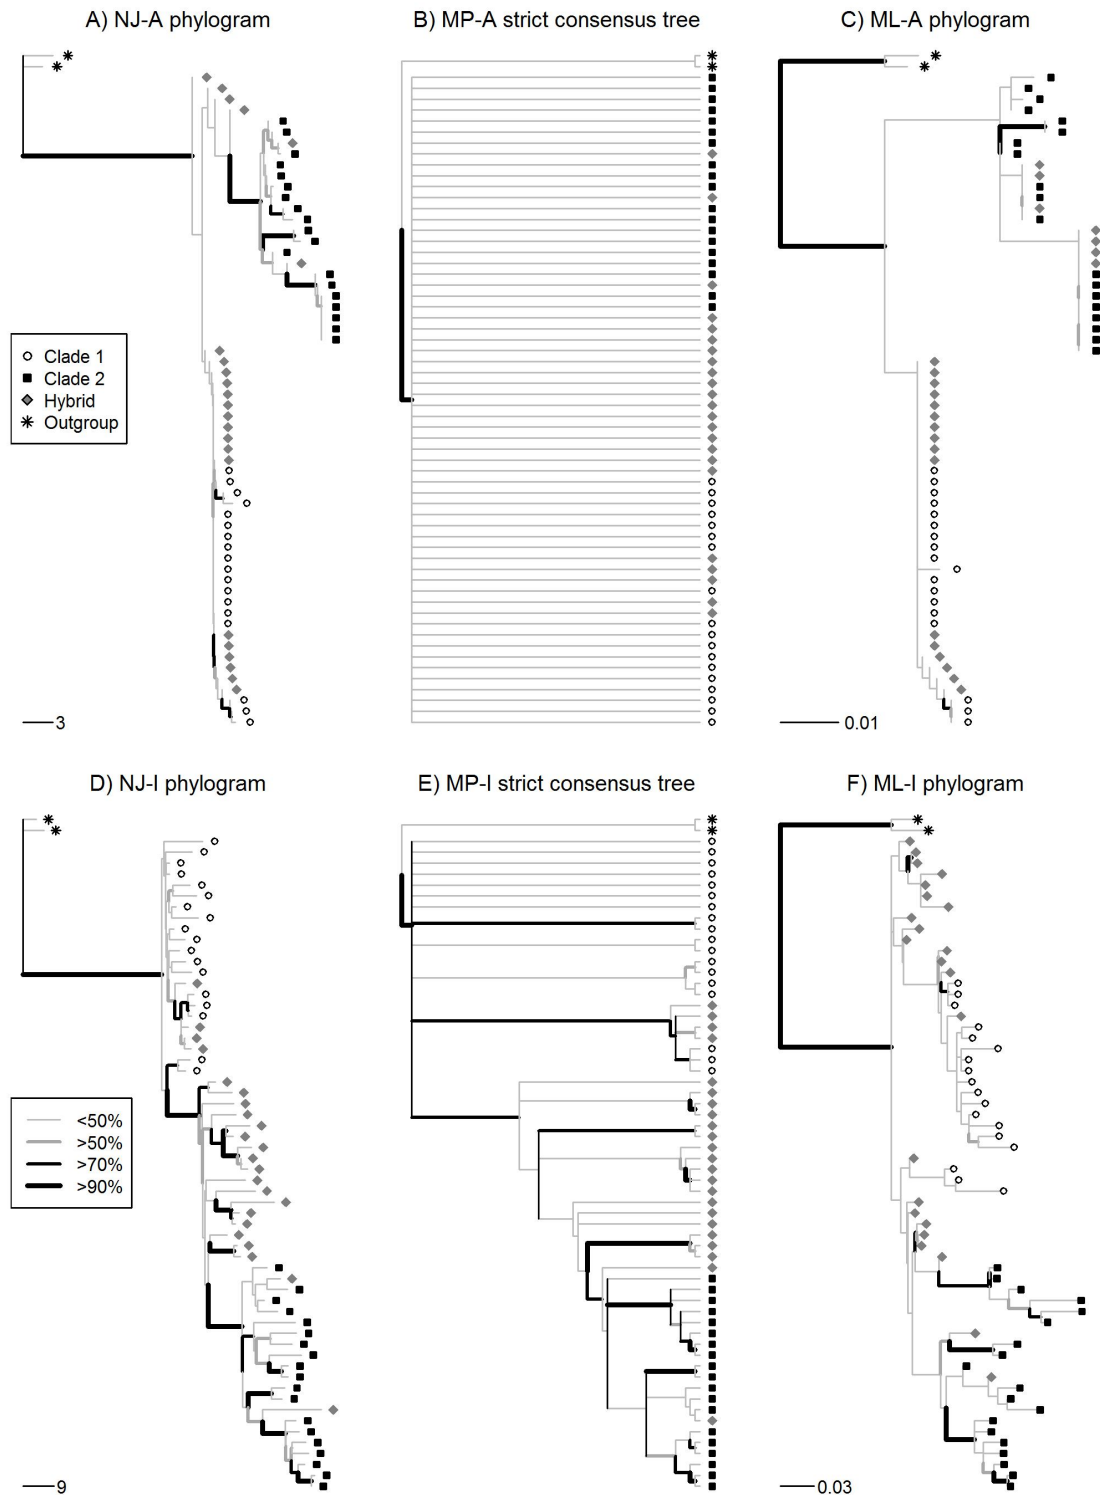 A) NJ-A phylogram
B) MP-A strict consensus tree
C) ML-A phylogram
Clade 1
Clade 2
Hybrid
Outgroup
3
0.01
D) NJ-I phylogram
E) MP-I strict consensus tree
F) ML-I phylogram
<50%
>50%
>70%
>90%
9
0.03